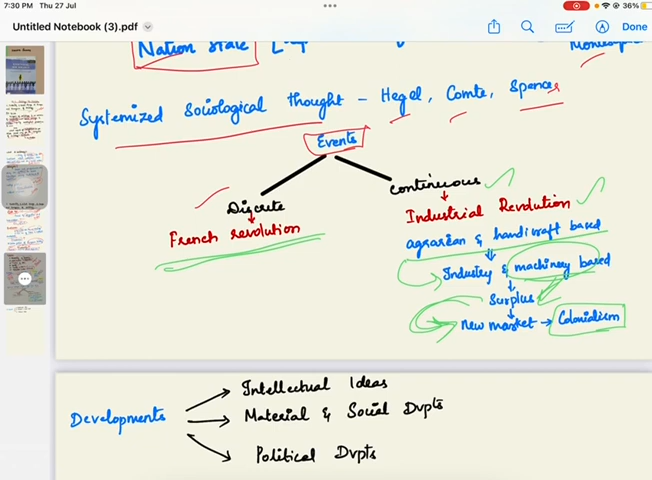 7:30 PM Thu 27 Jul
36%
Untitled Notebook (3).pdf
Done
Nation State
Systemized Sociological thought - Hegel, Comte, Spencer
Events
Discrete
continuous
French revolution
Industrial Revolution
agrarian & handicraft based
Industry & machinery based
Surplus
New market → Colonialism
Developments
Intellectual Ideas
Material & Social Dvpts
Political Dvpts